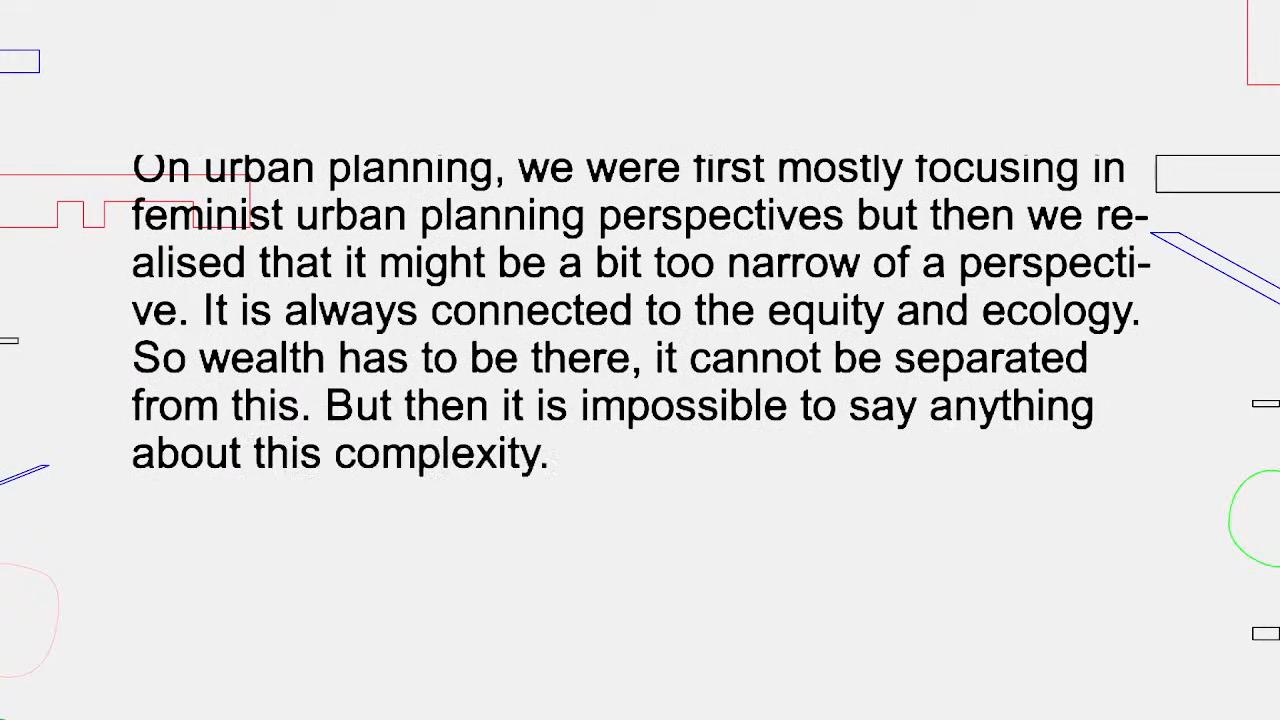 On urban planning, we were first mostly focusing in
feminist urban planning perspectives but then we re-
alised that it might be a bit too narrow of a perspecti-
ve. It is always connected to the equity and ecology.
So wealth has to be there, it cannot be separated
from this. But then it is impossible to say anything
about this complexity.